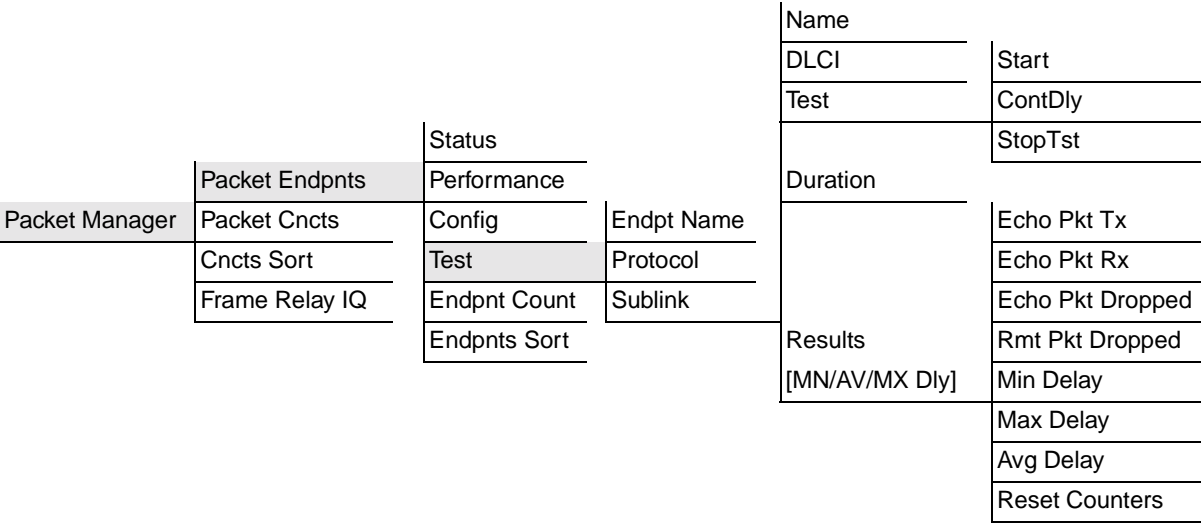 Packet Manager
Packet Endpnts
Packet Cncts
Cncts Sort
Frame Relay IQ
Status
Performance
Config
Test
Endpnt Count
Endpnts Sort
Endpt Name
Protocol
Sublink
Name
DLCI
Test
Duration
Results
[MN/AV/MX Dly]
Start
ContDly
StopTst
Echo Pkt Tx
Echo Pkt Rx
Echo Pkt Dropped
Rmt Pkt Dropped
Min Delay
Max Delay
Avg Delay
Reset Counters